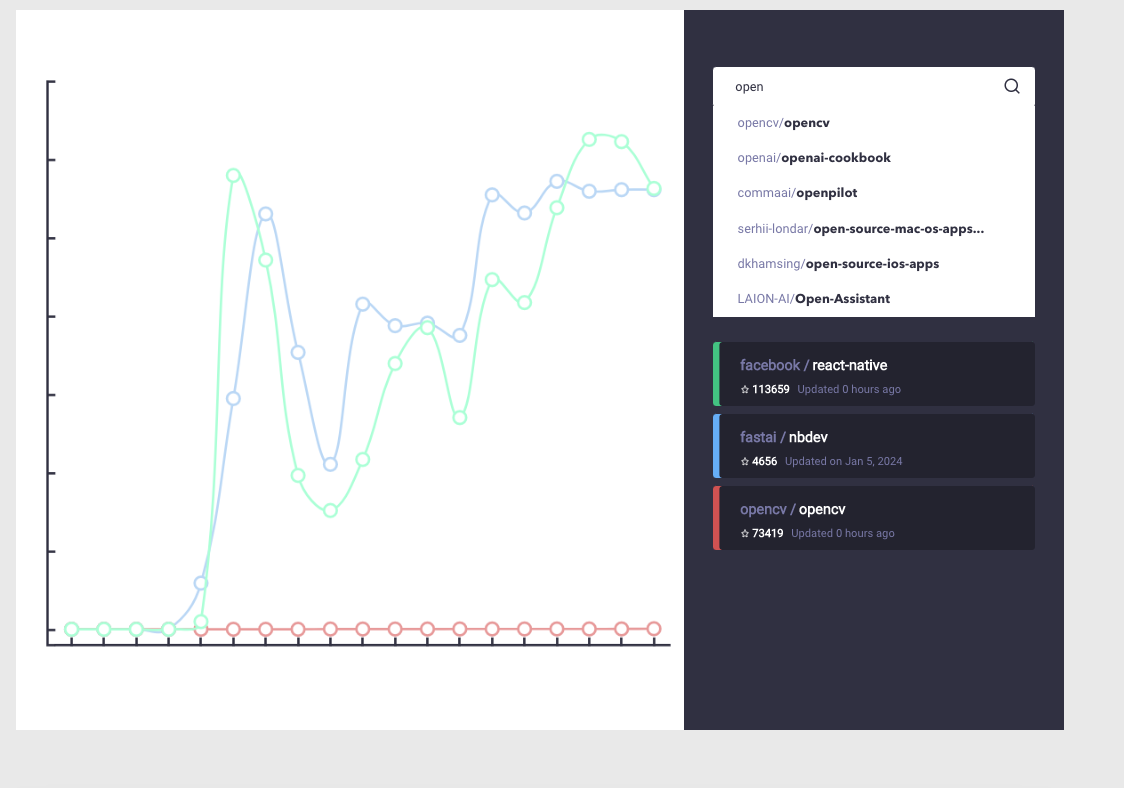 open
opencv/opencv
openai/openai-cookbook
commaai/openpilot
serhii-londar/open-source-mac-os-apps...
dkhamsing/open-source-ios-apps
LAION-AI/Open-Assistant
facebook / react-native
113659 Updated 0 hours ago
fastai / nbdev
4656 Updated on Jan 5, 2024
opencv / opencv
73419 Updated 0 hours ago